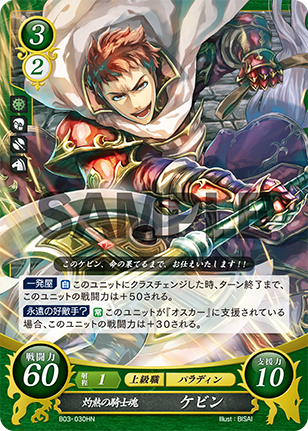 3
2
SAMPLE
このケビン、命の果てるまで、お仕えいたします!!
一発屋 自 このユニットにクラスチェンジした時、ターン終了まで、
このユニットの戦闘力は+50される。
永遠の好敵手? 常 このユニットが『オスカー』に支援されている
場合、このユニットの戦闘力は+30される。
戦闘力
60
射程 1 上級職 パラディン
支援力
10
灼熱の騎士魂 ケビン
B03-030HN Illust:BISAI